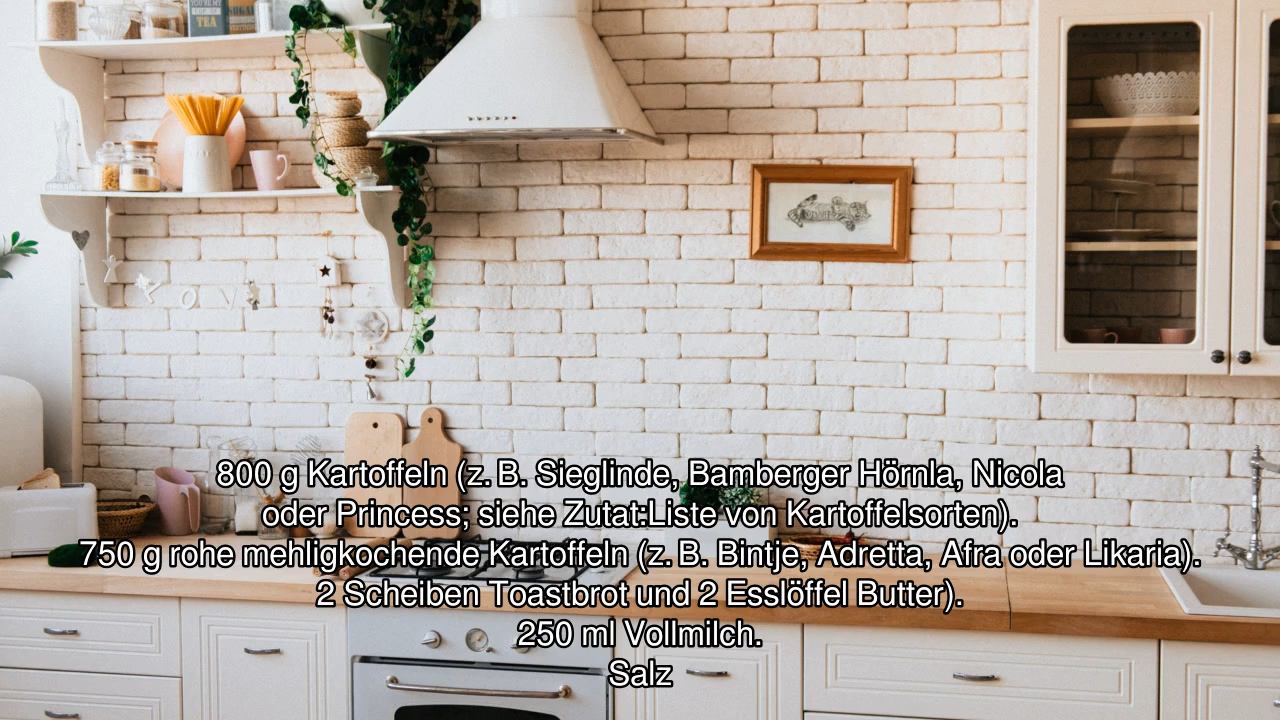 TEA
800 g Kartoffeln (z. B. Sieglinde, Bamberger Hörnla, Nicola
oder Princess; siehe Zutat:Liste von Kartoffelsorten).
750 g rohe mehligkochende Kartoffeln (z. B. Bintje, Adretta, Afra oder Likaria).
2 Scheiben Toastbrot und 2 Esslöffel Butter).
250 ml Vollmilch.
Salz